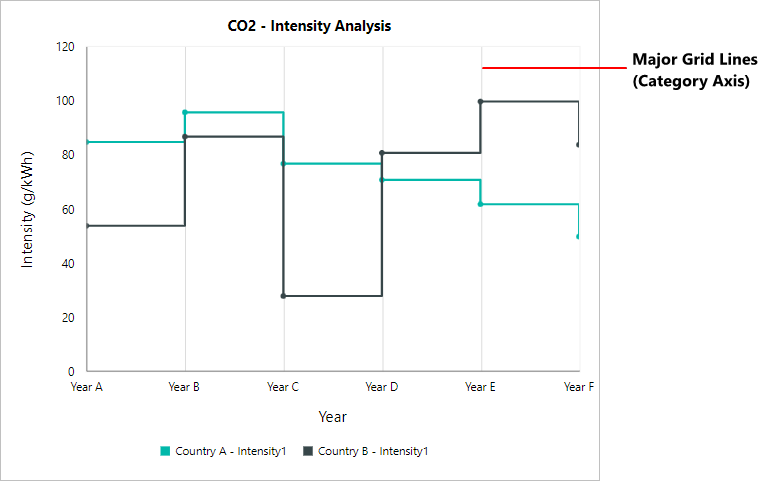 CO2 - Intensity Analysis
120
100
80
60
40
20
0
Intensity (g/kWh)
Year A
Year B
Year C
Year D
Year E
Year F
Year
Country A - Intensity1
Country B - Intensity1
Major Grid Lines
(Category Axis)